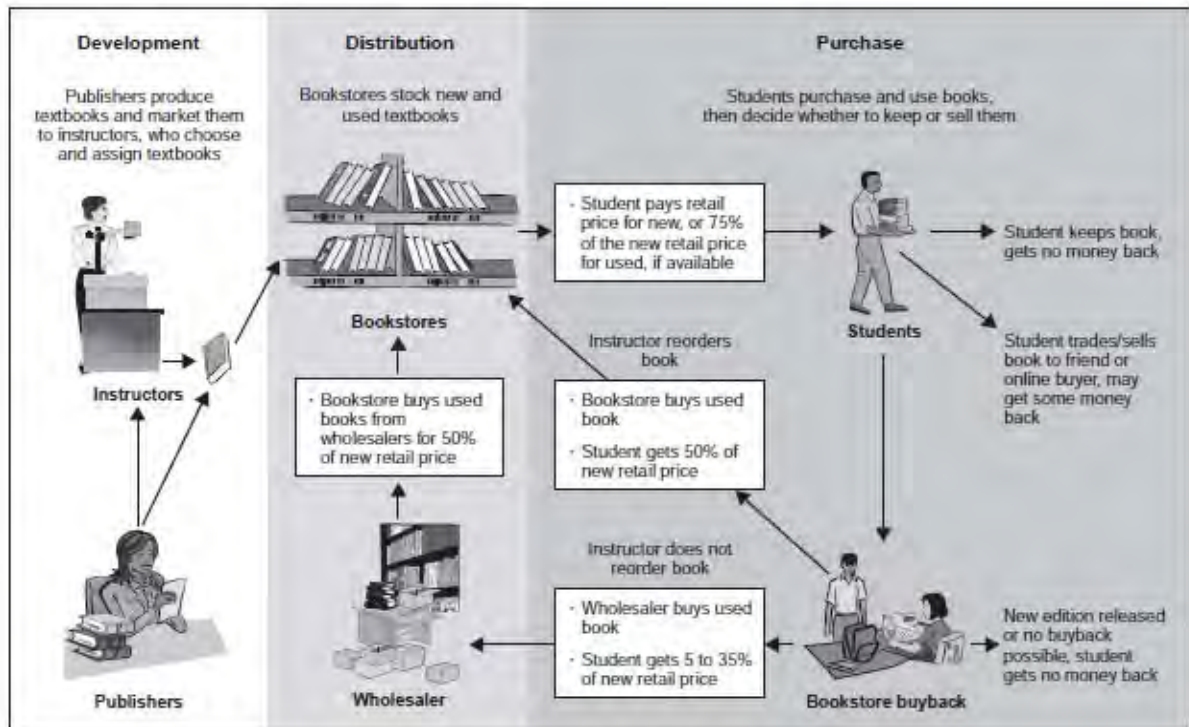 Development
Publishers produce
textbooks and market them
to instructors, who choose
and assign textbooks
Instructors
Publishers
Distribution
Bookstores stock new and
used textbooks
Bookstores
· Bookstore buys used
books from
wholesalers for 50%
of new retail price
Wholesaler
Purchase
Students purchase and use books,
then decide whether to keep or sell them
· Student pays retail
price for new, or 75%
of the new retail price
for used, if available
Students
Student keeps book,
gets no money back
Student trades/sells
book to friend or
online buyer, may
get some money
back
Instructor reorders
book
· Bookstore buys used
book
· Student gets 50% of
new retail price
Instructor does not
reorder book
· Wholesaler buys used
book
· Student gets 5 to 35%
of new retail price
Bookstore buyback
New edition released
or no buyback
possible, student
gets no money back